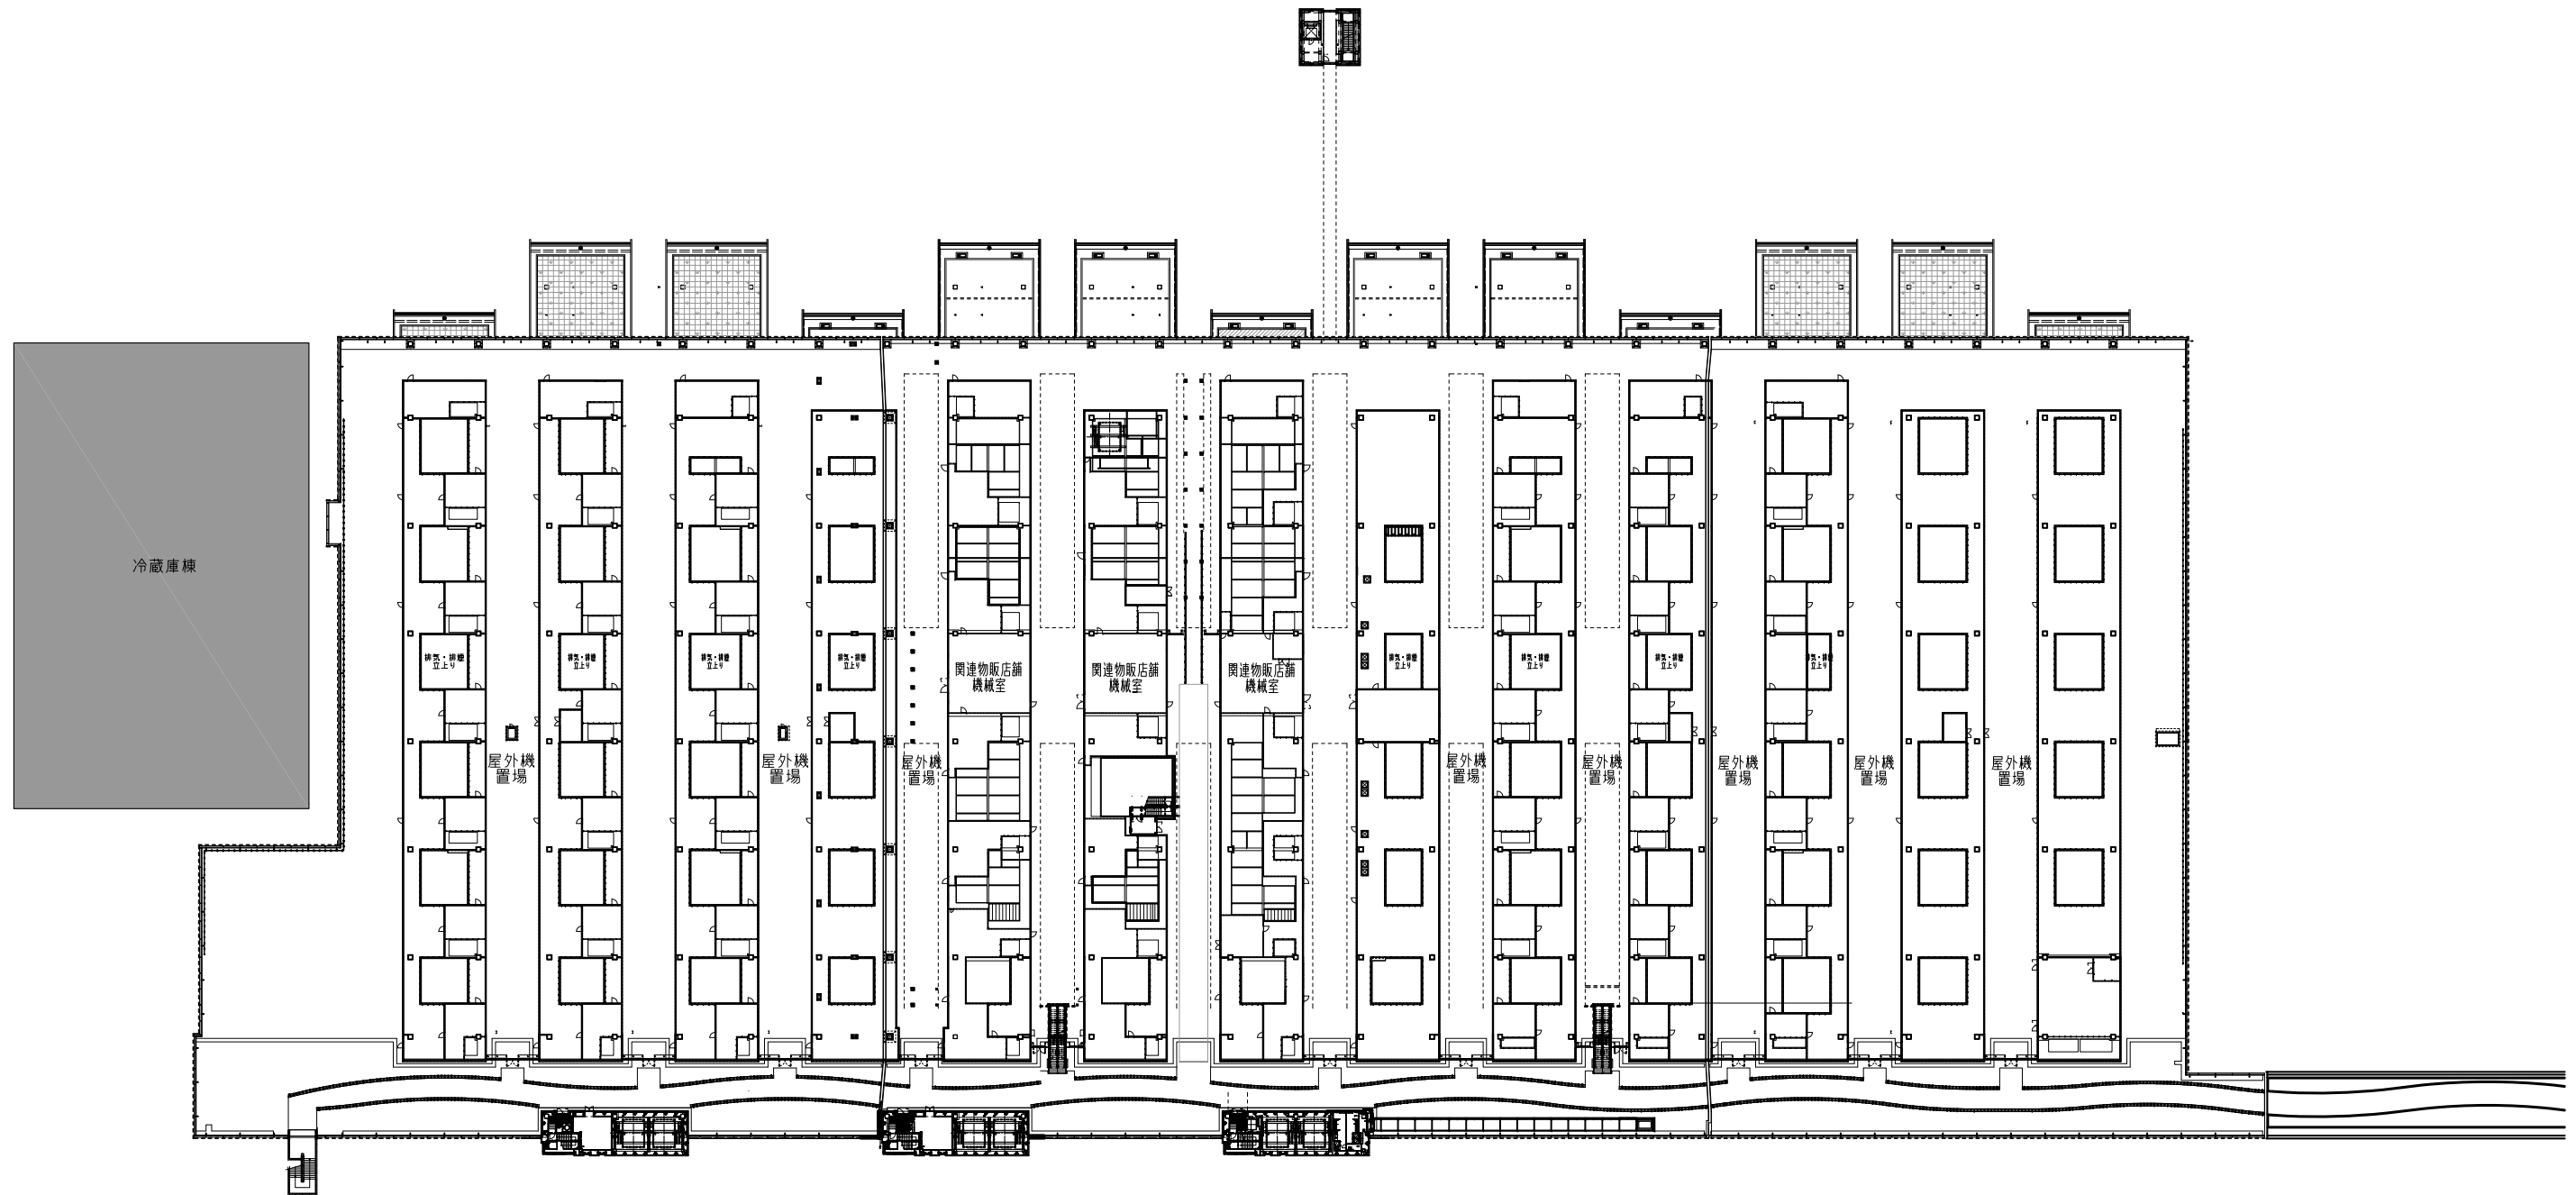 冷蔵庫棟
排気・排煙
立上り
排気・排煙
立上り
排気・排煙
立上り
排気・排煙
立上り
関連物販店舗
機械室
関連物販店舗
機械室
関連物販店舗
機械室
排気・排煙
立上り
排気・排煙
立上り
排気・排煙
立上り
排気・排煙
立上り
屋外機
置場
屋外機
置場
屋外機
置場
屋外機
置場
屋外機
置場
屋外機
置場
屋外機
置場
屋外機
置場